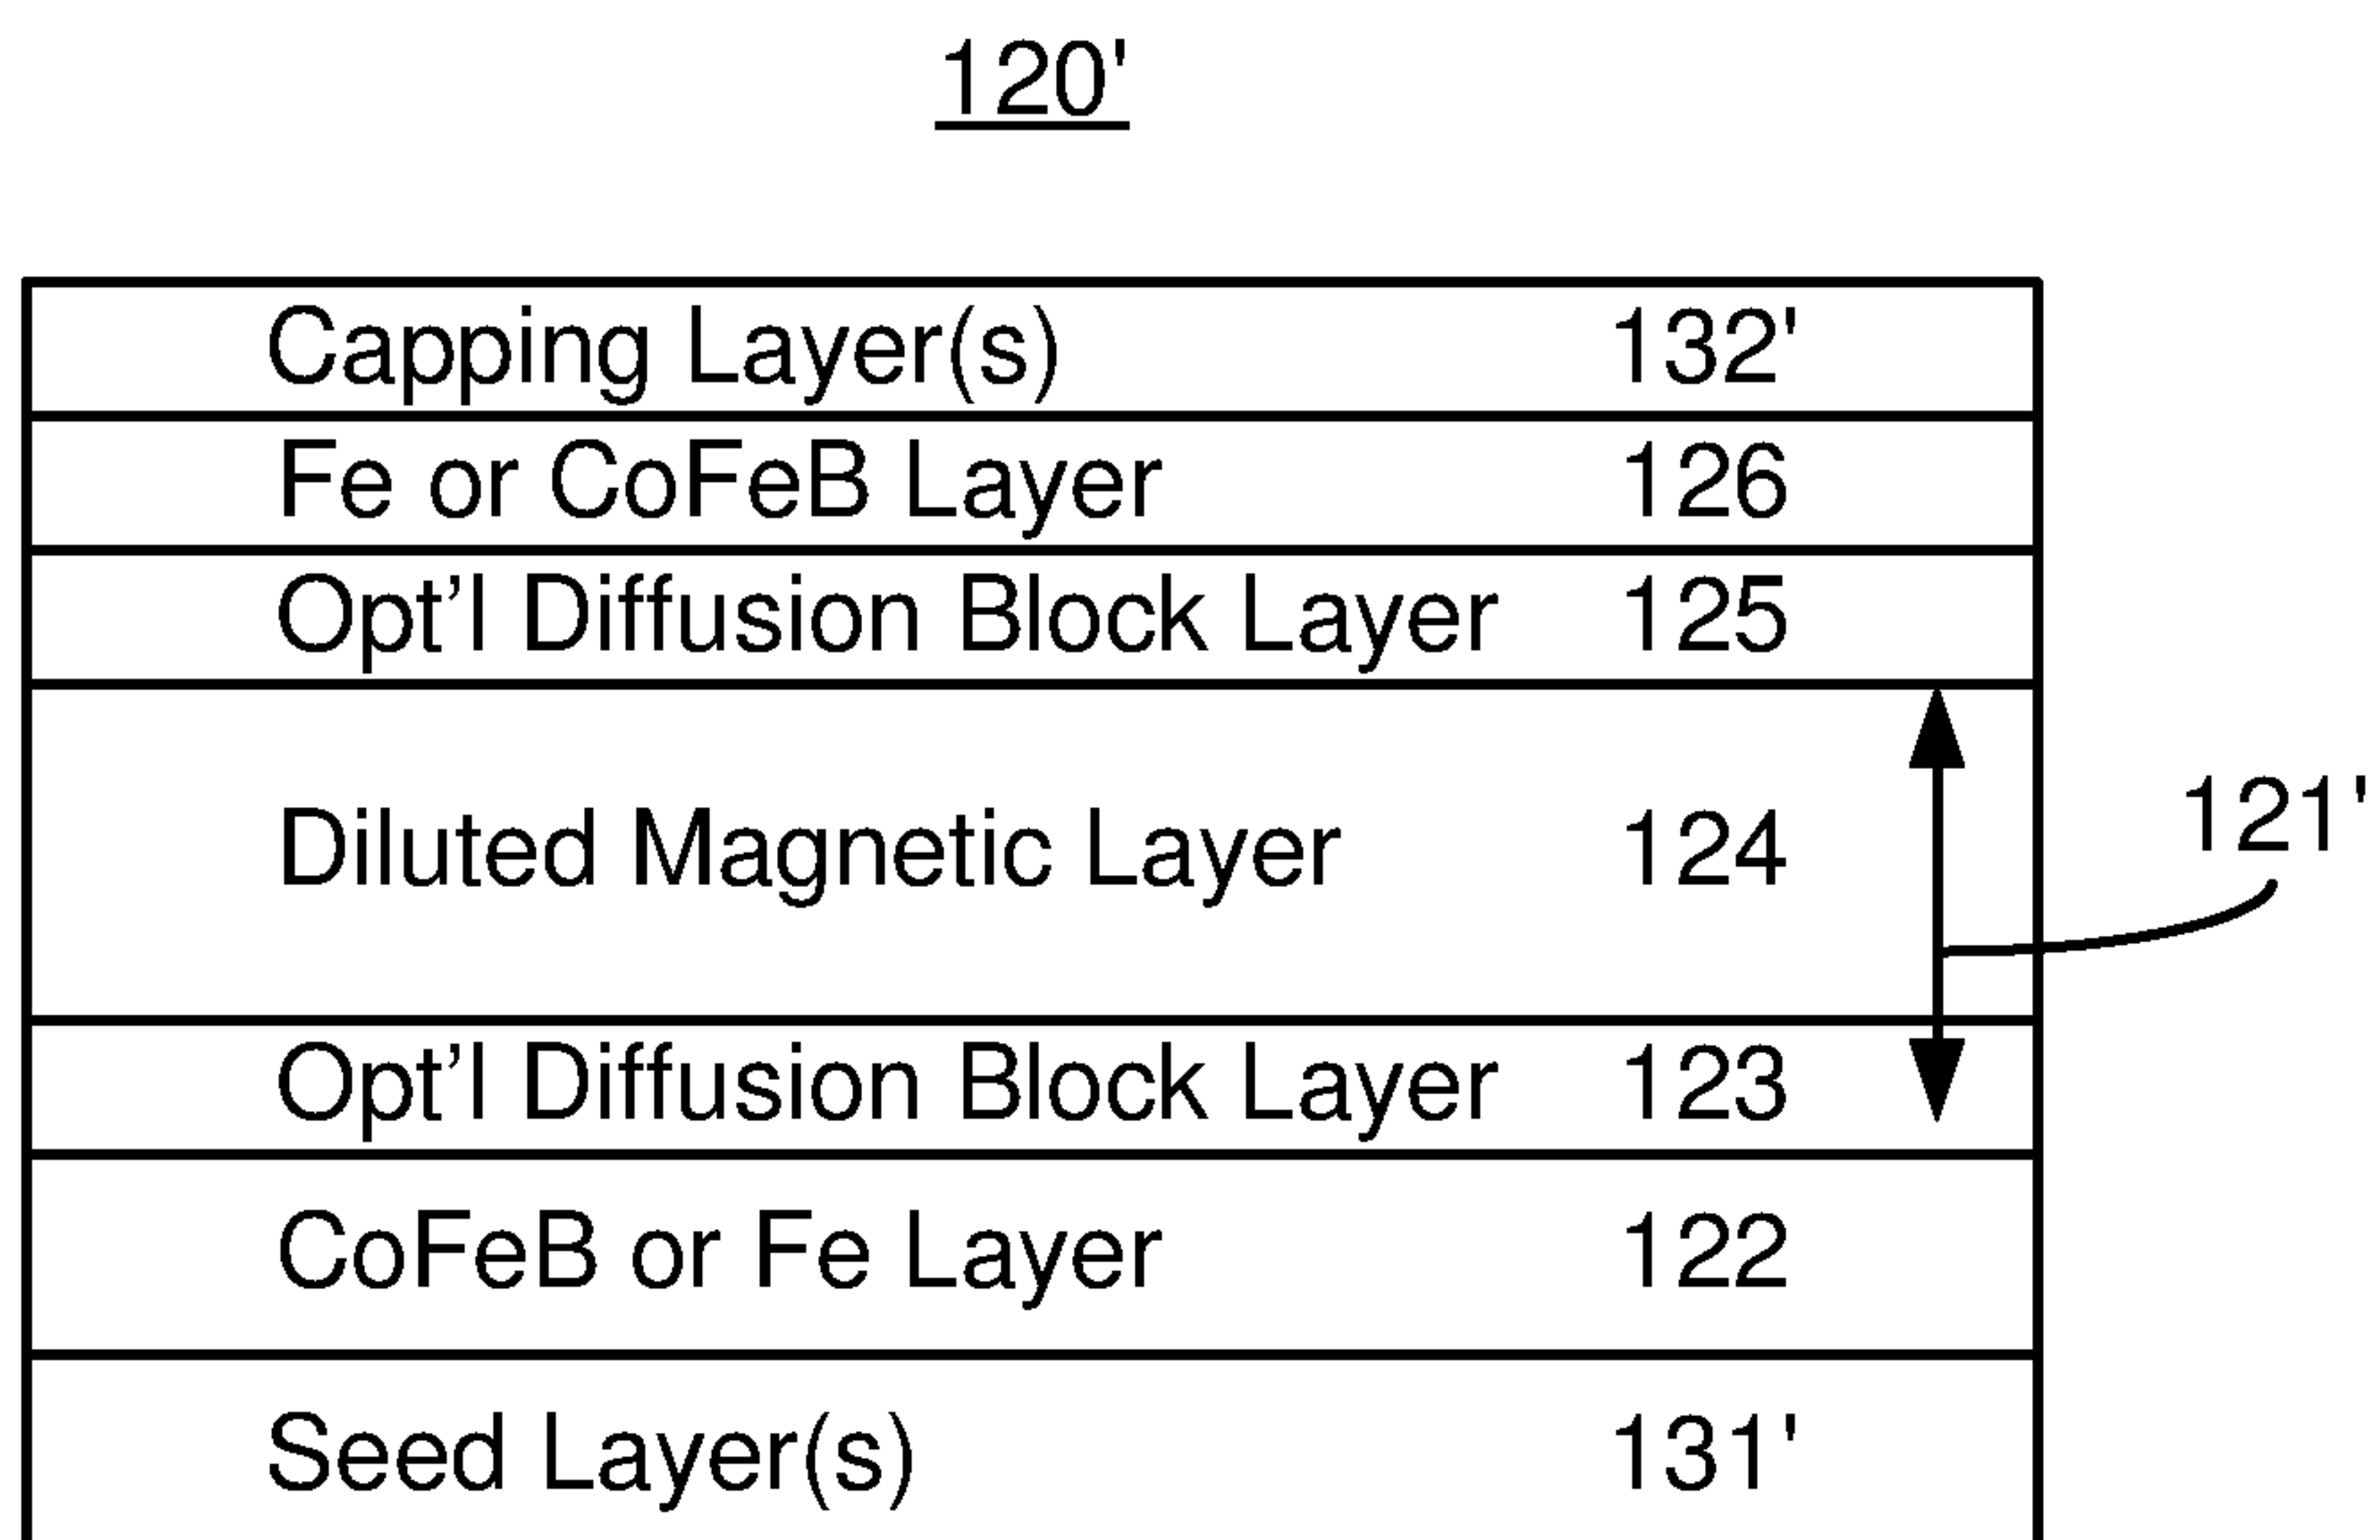 120'
Capping Layer(s) 132'
Fe or CoFeB Layer 126
Opt’l Diffusion Block Layer 125
Diluted Magnetic Layer 124
121'
Opt’l Diffusion Block Layer 123
CoFeB or Fe Layer 122
Seed Layer(s) 131'